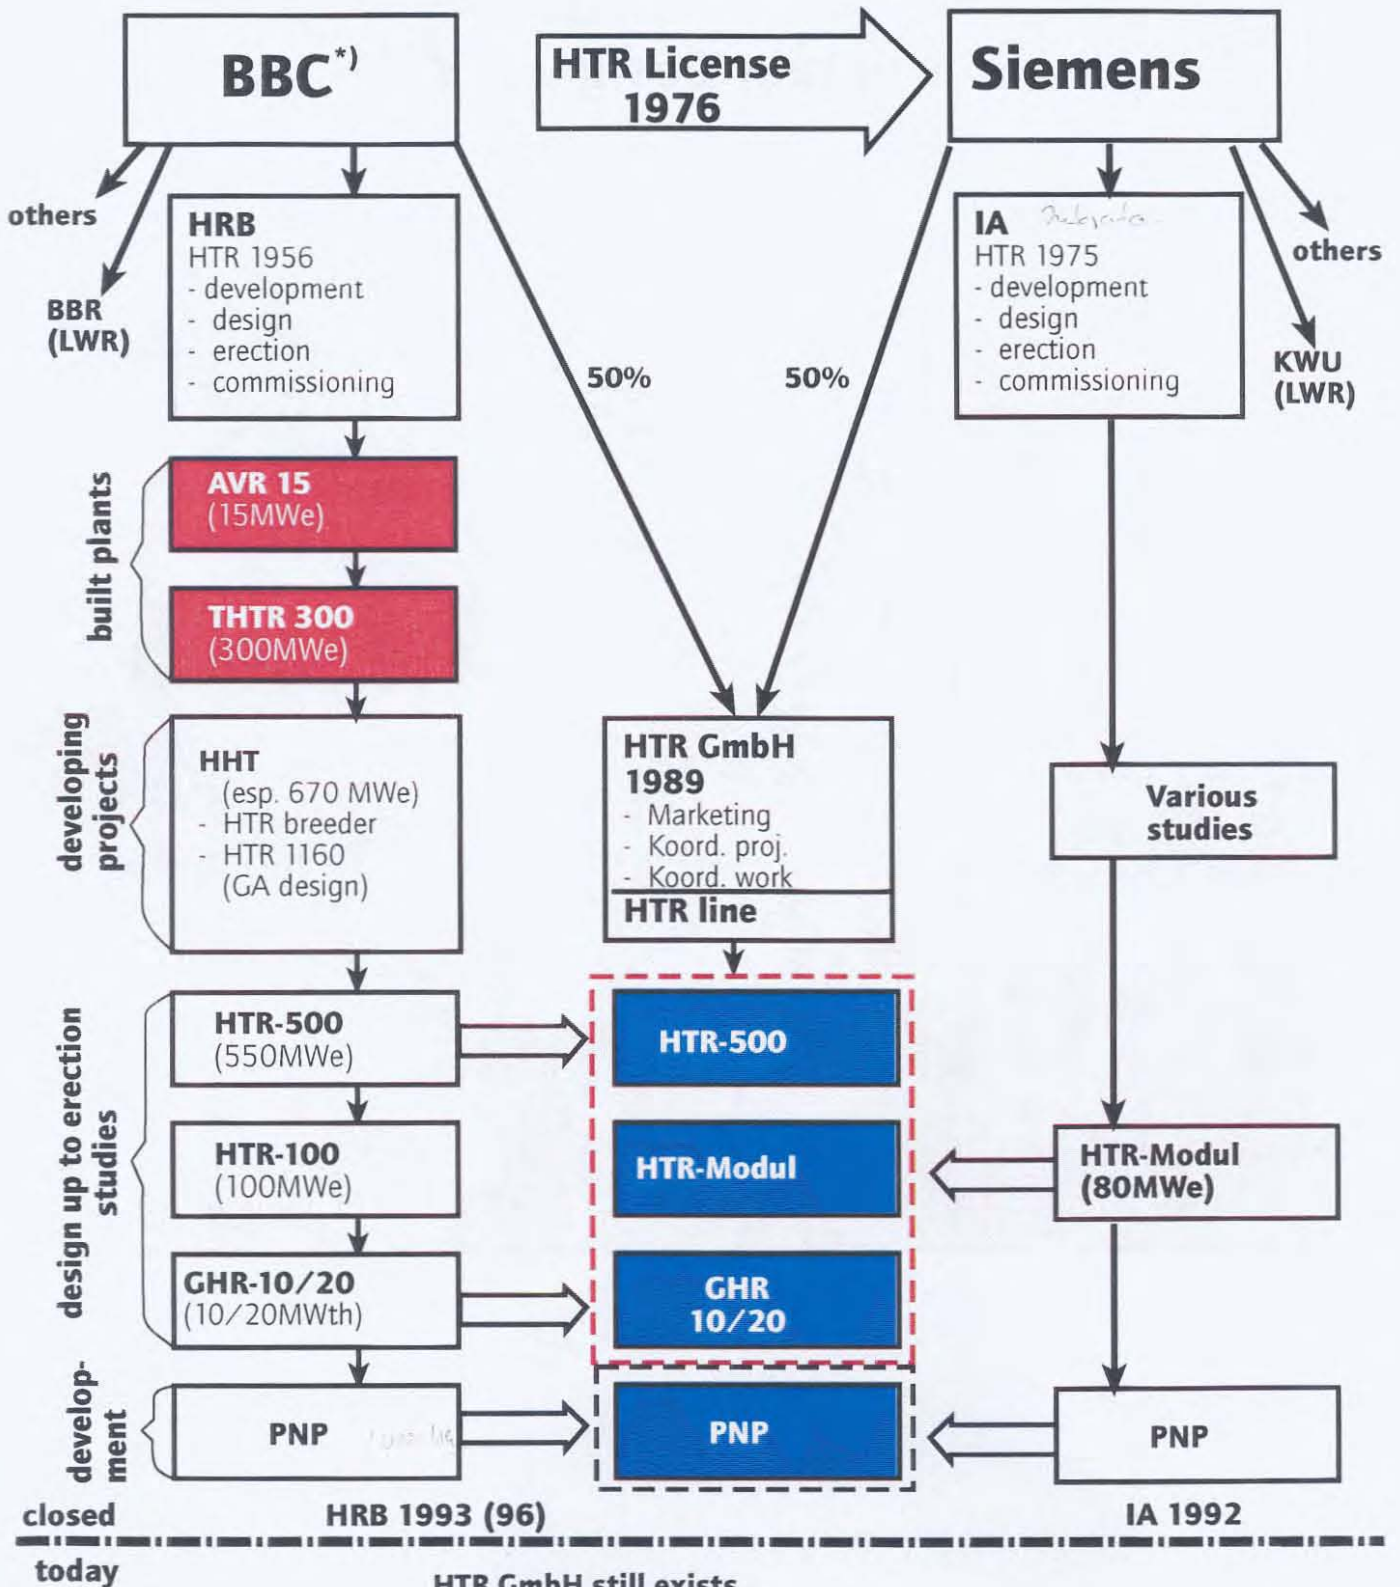 BBC*)
HTR License
1976
Siemens
others
BBR
(LWR)
HRB
HTR 1956
- development
- design
- erection
- commissioning
50%
50%
IA
HTR 1975
- development
- design
- erection
- commissioning
others
KWU
(LWR)
built plants
AVR 15
(15MWe)
THTR 300
(300MWe)
developing
projects
HHT
(esp. 670 MWe)
- HTR breeder
- HTR 1160
(GA design)
HTR GmbH
1989
- Marketing
- Koord. proj.
- Koord. work
HTR line
Various
studies
design up to erection
studies
HTR-500
(550MWe)
HTR-500
HTR-100
(100MWe)
HTR-Modul
HTR-Modul
(80MWe)
GHR-10/20
(10/20MWth)
GHR
10/20
develop-
ment
PNP
PNP
PNP
closed
HRB 1993 (96)
IA 1992
today
HTR GmbH still exists